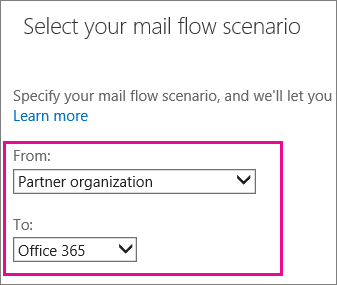 Select your mail flow scenario
Specify your mail flow scenario, and we'll let you
Learn more
From:
Partner organization
To:
Office 365